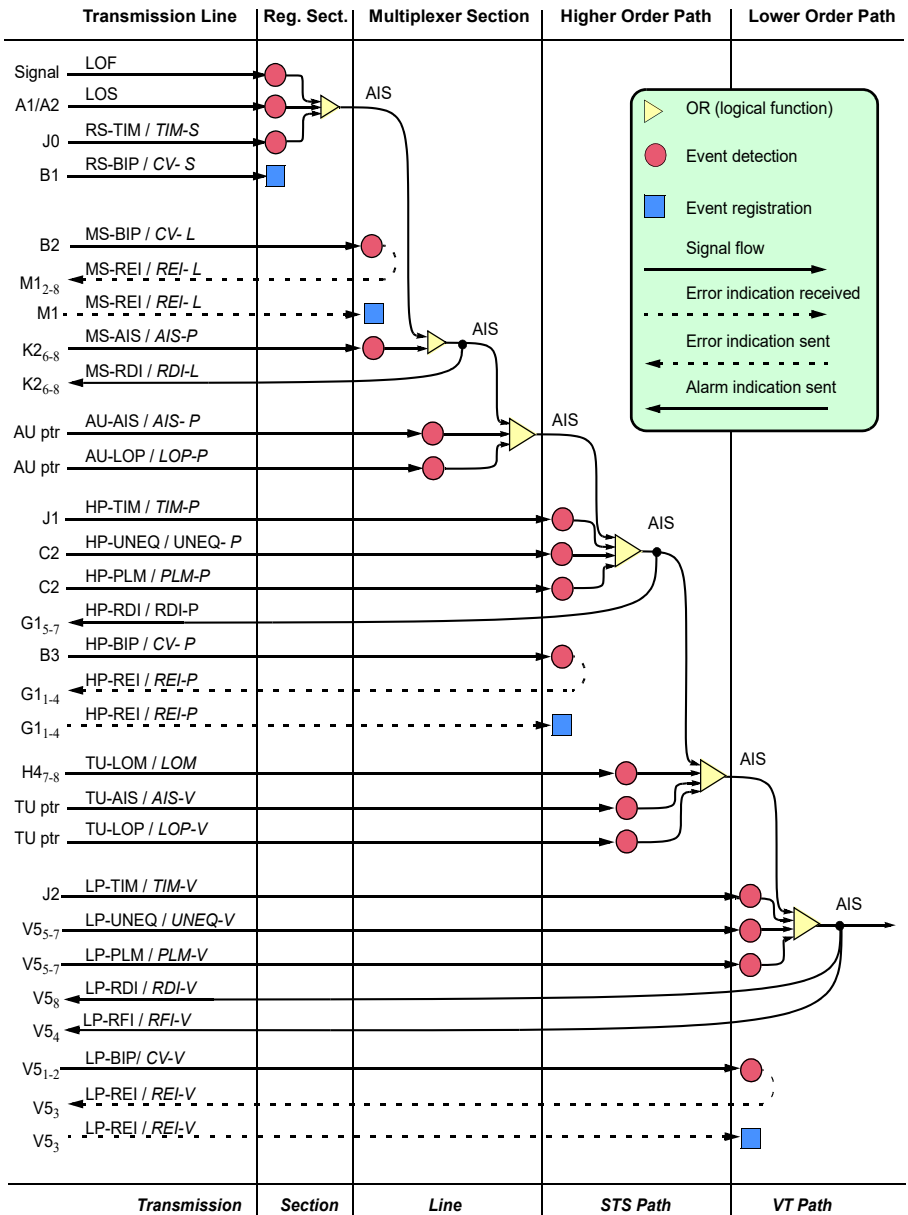 Transmission Line Reg. Sect. Multiplexer Section Higher Order Path Lower Order Path
Signal LOF
A1/A2 LOS
AIS
J0 RS-TIM / TIM-S
B1 RS-BIP / CV- S
OR (logical function)
Event detection
Event registration
Signal flow
Error indication received
Error indication sent
Alarm indication sent
B2 MS-BIP / CV- L
M12-8 MS-REI / REI- L
M1 MS-REI / REI- L
K26-8 MS-AIS / AIS-P
AIS
K26-8 MS-RDI / RDI-L
AU ptr AU-AIS / AIS- P
AIS
AU ptr AU-LOP / LOP-P
J1 HP-TIM / TIM-P
AIS
C2 HP-UNEQ / UNEQ- P
C2 HP-PLM / PLM-P
G15-7 HP-RDI / RDI-P
B3 HP-BIP / CV- P
G11-4 HP-REI / REI-P
G11-4 HP-REI / REI-P
H47-8 TU-LOM / LOM
AIS
TU ptr TU-AIS / AIS-V
TU ptr TU-LOP / LOP-V
J2 LP-TIM / TIM-V
AIS
V55-7 LP-UNEQ / UNEQ-V
V55-7 LP-PLM / PLM-V
V58 LP-RDI / RDI-V
V54 LP-RFI / RFI-V
V51-2 LP-BIP/ CV-V
V53 LP-REI / REI-V
V53 LP-REI / REI-V
Transmission Section Line STS Path VT Path